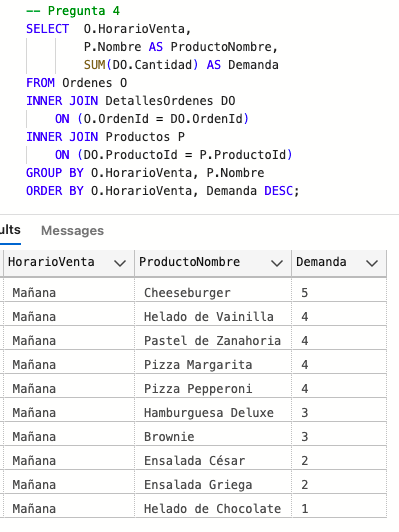 -- Pregunta 4
SELECT O.HorarioVenta,
P.Nombre AS ProductoNombre,
SUM(DO.Cantidad) AS Demanda
FROM Ordenes O
INNER JOIN DetallesOrdenes DO
ON (O.OrdenId = DO.OrdenId)
INNER JOIN Productos P
ON (DO.ProductoId = P.ProductoId)
GROUP BY O.HorarioVenta, P.Nombre
ORDER BY O.HorarioVenta, Demanda DESC;
ults Messages
HorarioVenta ProductoNombre Demanda
Mañana Cheeseburger 5
Mañana Helado de Vainilla 4
Mañana Pastel de Zanahoria 4
Mañana Pizza Margarita 4
Mañana Pizza Pepperoni 4
Mañana Hamburguesa Deluxe 3
Mañana Brownie 3
Mañana Ensalada César 2
Mañana Ensalada Griega 2
Mañana Helado de Chocolate 1